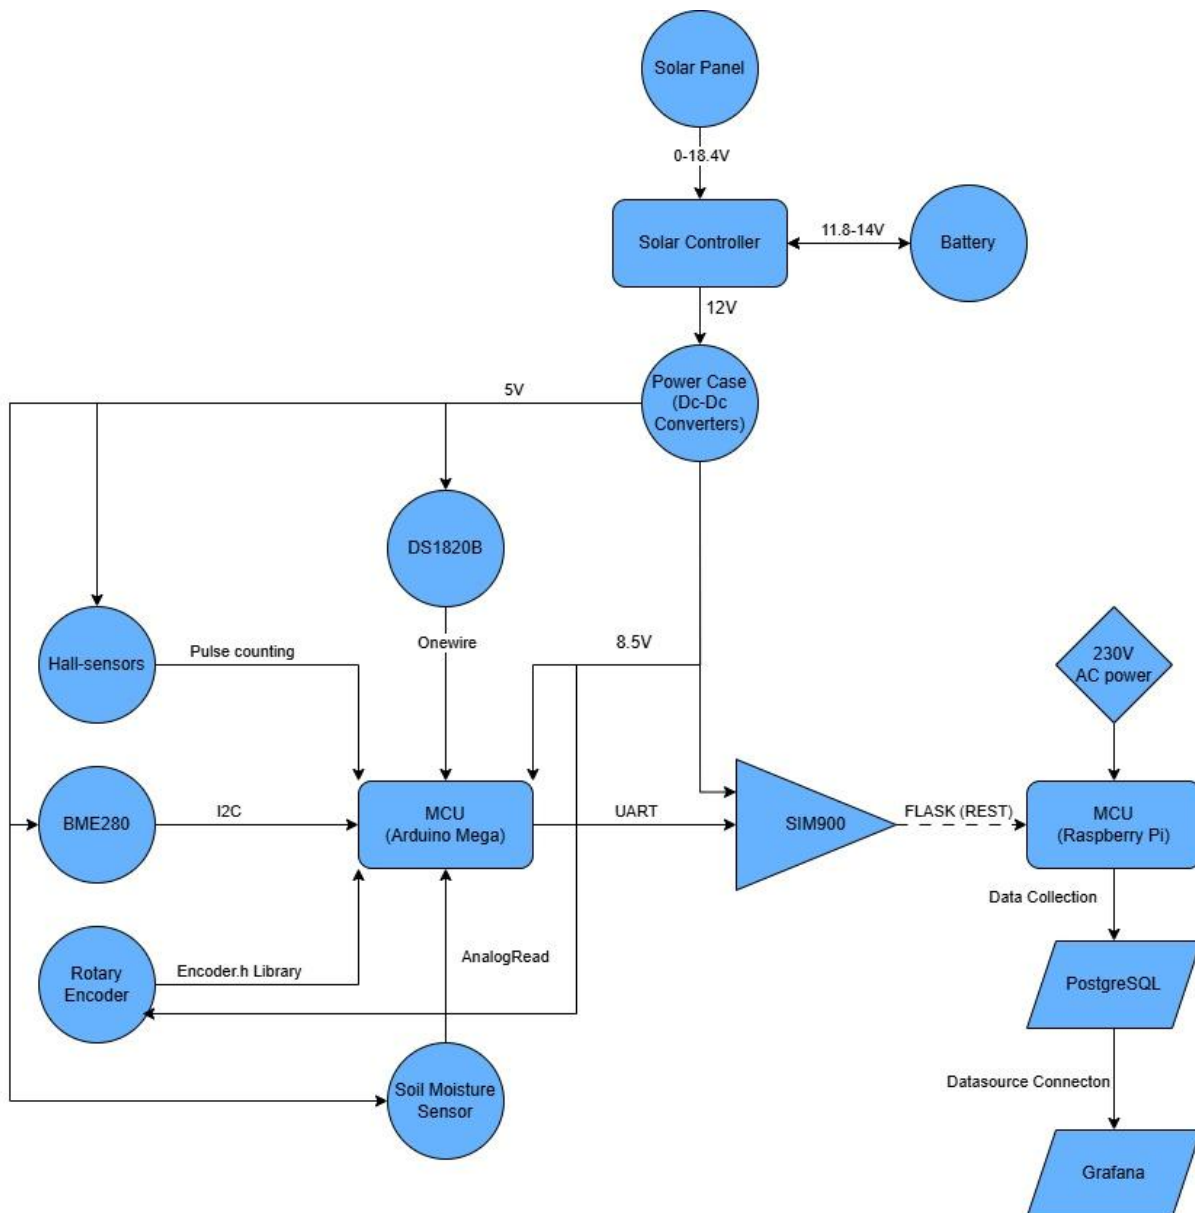 Solar Panel
0-18.4V
Solar Controller
11.8-14V
Battery
12V
Power Case
(Dc-Dc
Converters)
5V
DS1820B
Hall-sensors
Pulse counting
Onewire
8.5V
230V
AC power
BME280
I2C
MCU
(Arduino Mega)
UART
SIM900
FLASK (REST)
MCU
(Raspberry Pi)
Data Collection
Rotary
Encoder
Encoder.h Library
AnalogRead
PostgreSQL
Soil Moisture
Sensor
Datasource Connecton
Grafana